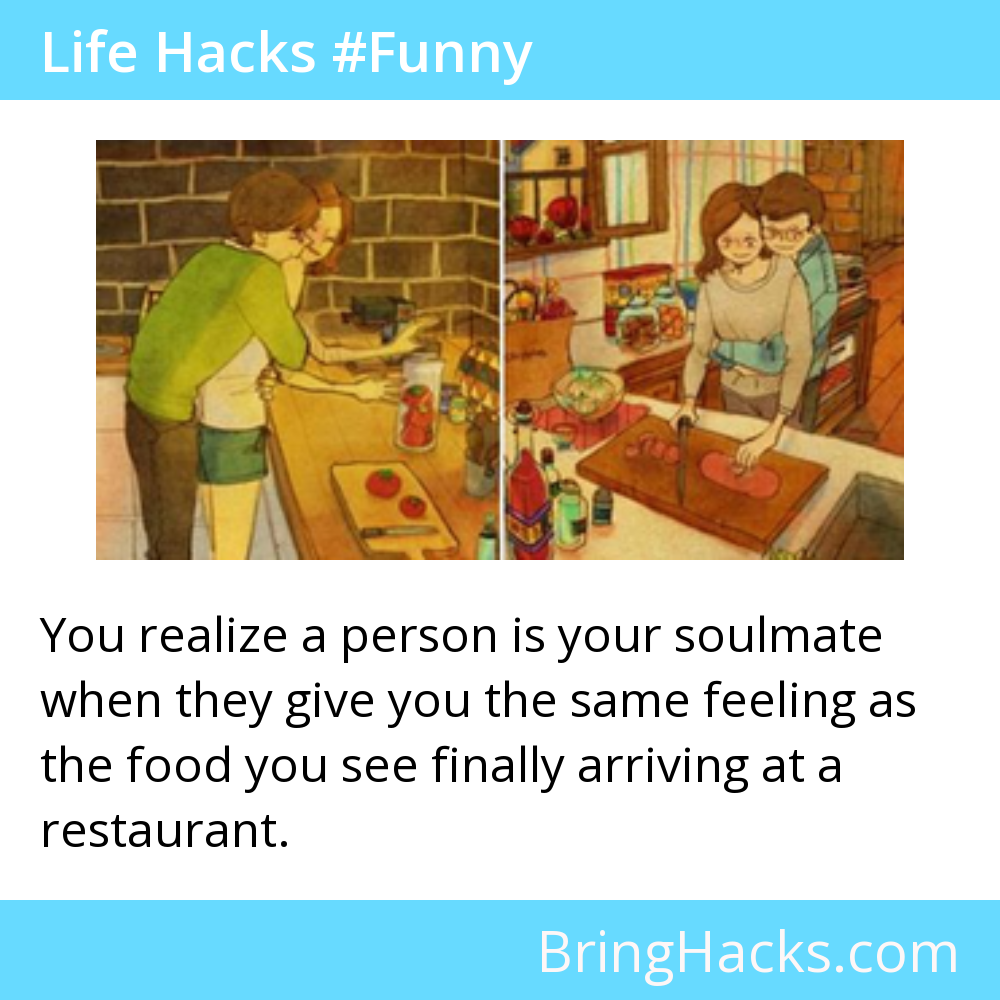 Life Hacks #Funny
You realize a person is your soulmate
when they give you the same feeling as
the food you see finally arriving at a
restaurant.
BringHacks.com